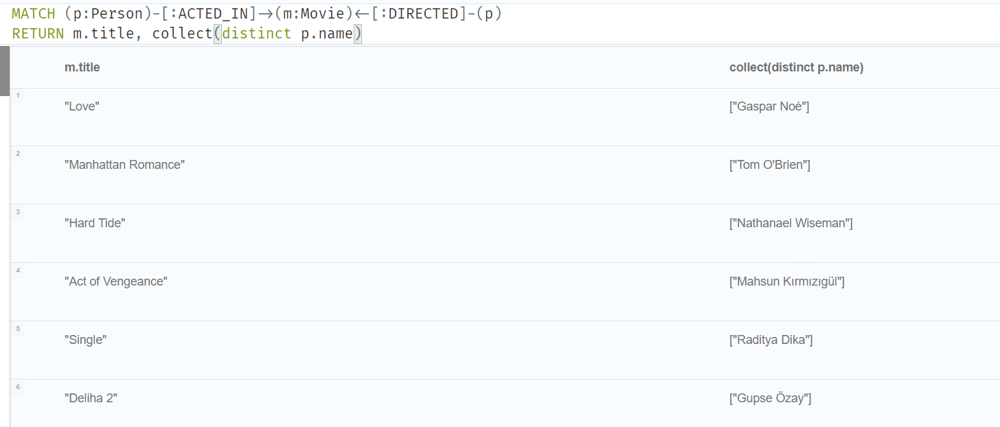 MATCH (p:Person)-[:ACTED_IN]->(m:Movie)<-[:DIRECTED]-(p)
RETURN m.title, collect(distinct p.name)
m.title collect(distinct p.name)
1 "Love" ["Gaspar Noé"]
2 "Manhattan Romance" ["Tom O'Brien"]
3 "Hard Tide" ["Nathanael Wiseman"]
4 "Act of Vengeance" ["Mahsun Kırmızıgül"]
5 "Single" ["Raditya Dika"]
6 "Deliha 2" ["Gupse Özay"]